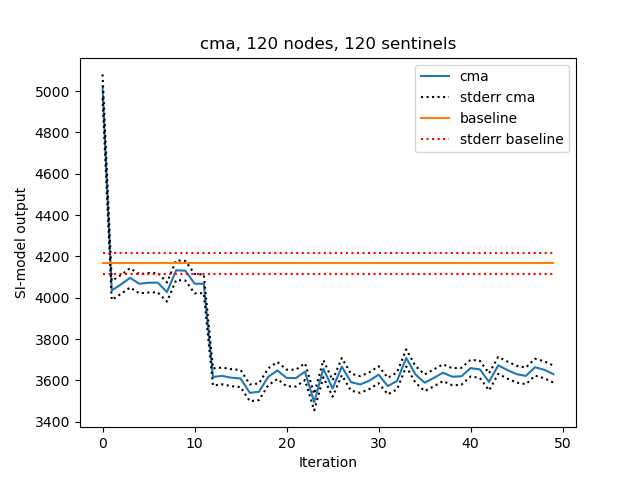 cma, 120 nodes, 120 sentinels
cma
stderr cma
baseline
stderr baseline
SI-model output
5000
4800
4600
4400
4200
4000
3800
3600
3400
0 10 20 30 40 50
Iteration